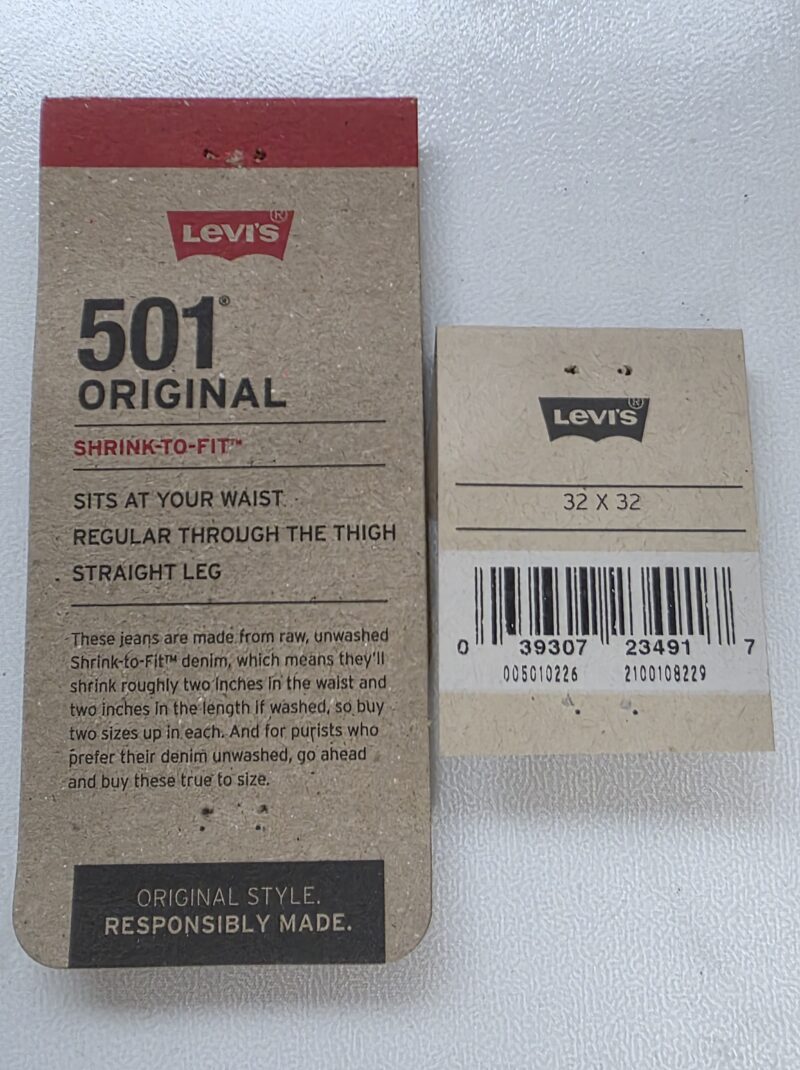 LEVI'S®
501®
ORIGINAL
SHRINK-TO-FIT™
SITS AT YOUR WAIST
REGULAR THROUGH THE THIGH
STRAIGHT LEG
These jeans are made from raw, unwashed
Shrink-to-Fit™ denim, which means they'll
shrink roughly two inches in the waist and
two inches in the length if washed, so buy
two sizes up in each. And for purists who
prefer their denim unwashed, go ahead
and buy these true to size.
ORIGINAL STYLE.
RESPONSIBLY MADE.
LEVI'S®
32 X 32
0 39307 23491 7
005010226 2100108229